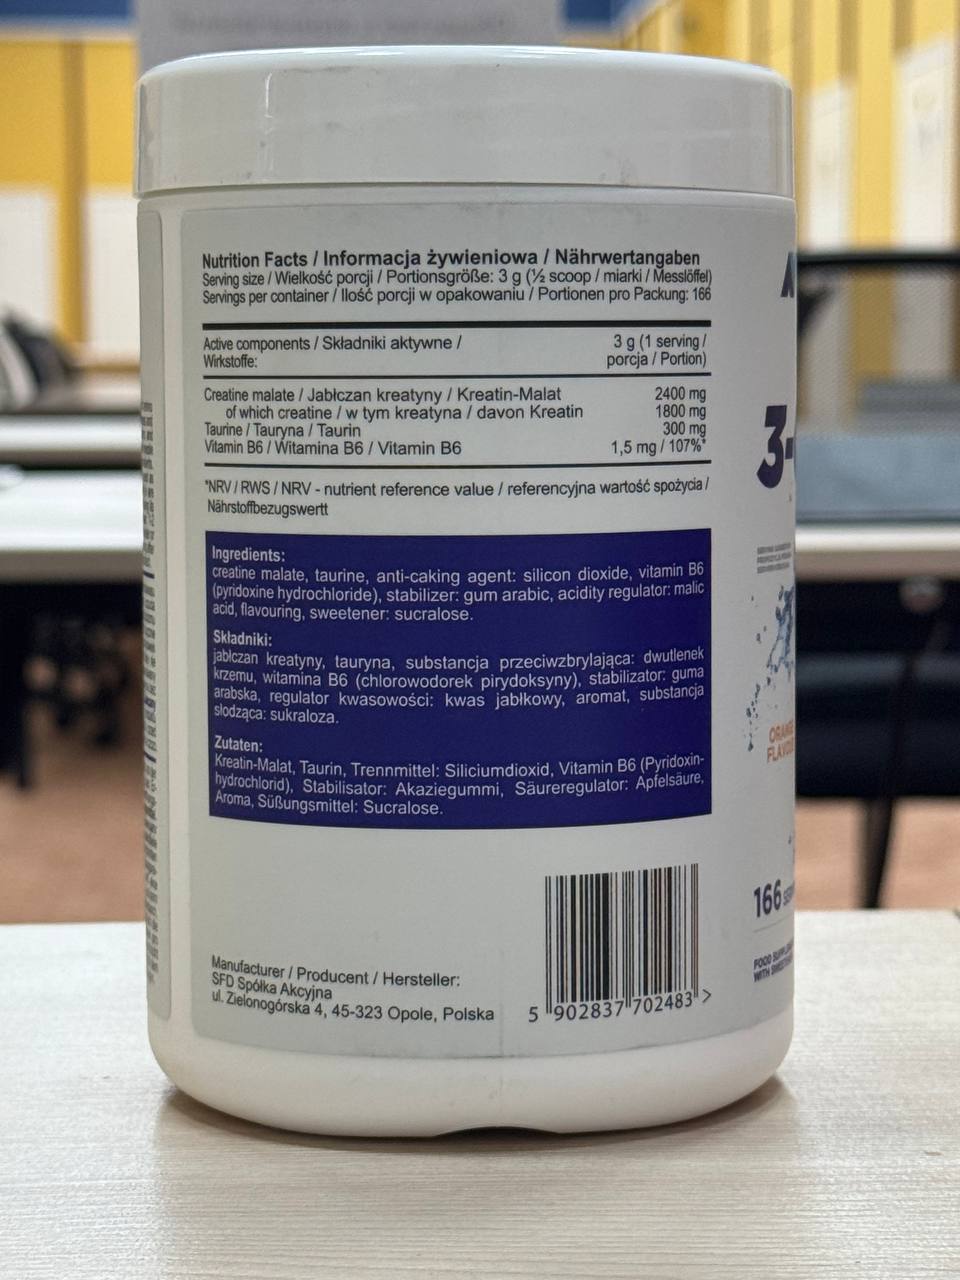 Nutrition Facts / Informacja żywieniowa / Nährwertangaben
Serving size / Wielkość porcji / Portionsgröße: 3 g (½ scoop / miarki / Messlöffel)
Servings per container / Ilość porcji w opakowaniu / Portionen pro Packung: 166
Active components / Składniki aktywne / 3 g (1 serving /
Wirkstoffe: porcja / Portion)
Creatine malate / Jabłczan kreatyny / Kreatin-Malat 2400 mg
of which creatine / w tym kreatyna / davon Kreatin 1800 mg
Taurine / Tauryna / Taurin 300 mg
Vitamin B6 / Witamina B6 / Vitamin B6 1,5 mg / 107%*
*NRV / RWS / NRV - nutrient reference value / referencyjna wartość spożycia /
Nährstoffbezugswertt
Ingredients:
creatine malate, taurine, anti-caking agent: silicon dioxide, vitamin B6
(pyridoxine hydrochloride), stabilizer: gum arabic, acidity regulator: malic
acid, flavouring, sweetener: sucralose.
Składniki:
jabłczan kreatyny, tauryna, substancja przeciwzbrylająca: dwutlenek
krzemu, witamina B6 (chlorowodorek pirydoksyny), stabilizator: guma
arabska, regulator kwasowości: kwas jabłkowy, aromat, substancja
słodząca: sukraloza.
Zutaten:
Kreatin-Malat, Taurin, Trennmittel: Siliciumdioxid, Vitamin B6 (Pyridoxin-
hydrochlorid), Stabilisator: Akaziegummi, Säureregulator: Apfelsäure,
Aroma, Süßungsmittel: Sucralose.
Manufacturer / Producent / Hersteller:
SFD Spółka Akcyjna
ul. Zielonogórska 4, 45-323 Opole, Polska
5 902837 702483 >
3-
ORANGE
166
FOOD
WITH